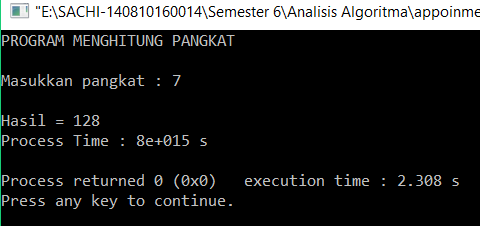 "E:\SACHI-140810160014\Semester 6\Analisis Algoritma\appoinme
PROGRAM MENGHITUNG PANGKAT
Masukkan pangkat : 7
Hasil = 128
Process Time : 8e+015 s
Process returned 0 (0x0)   execution time : 2.308 s
Press any key to continue.